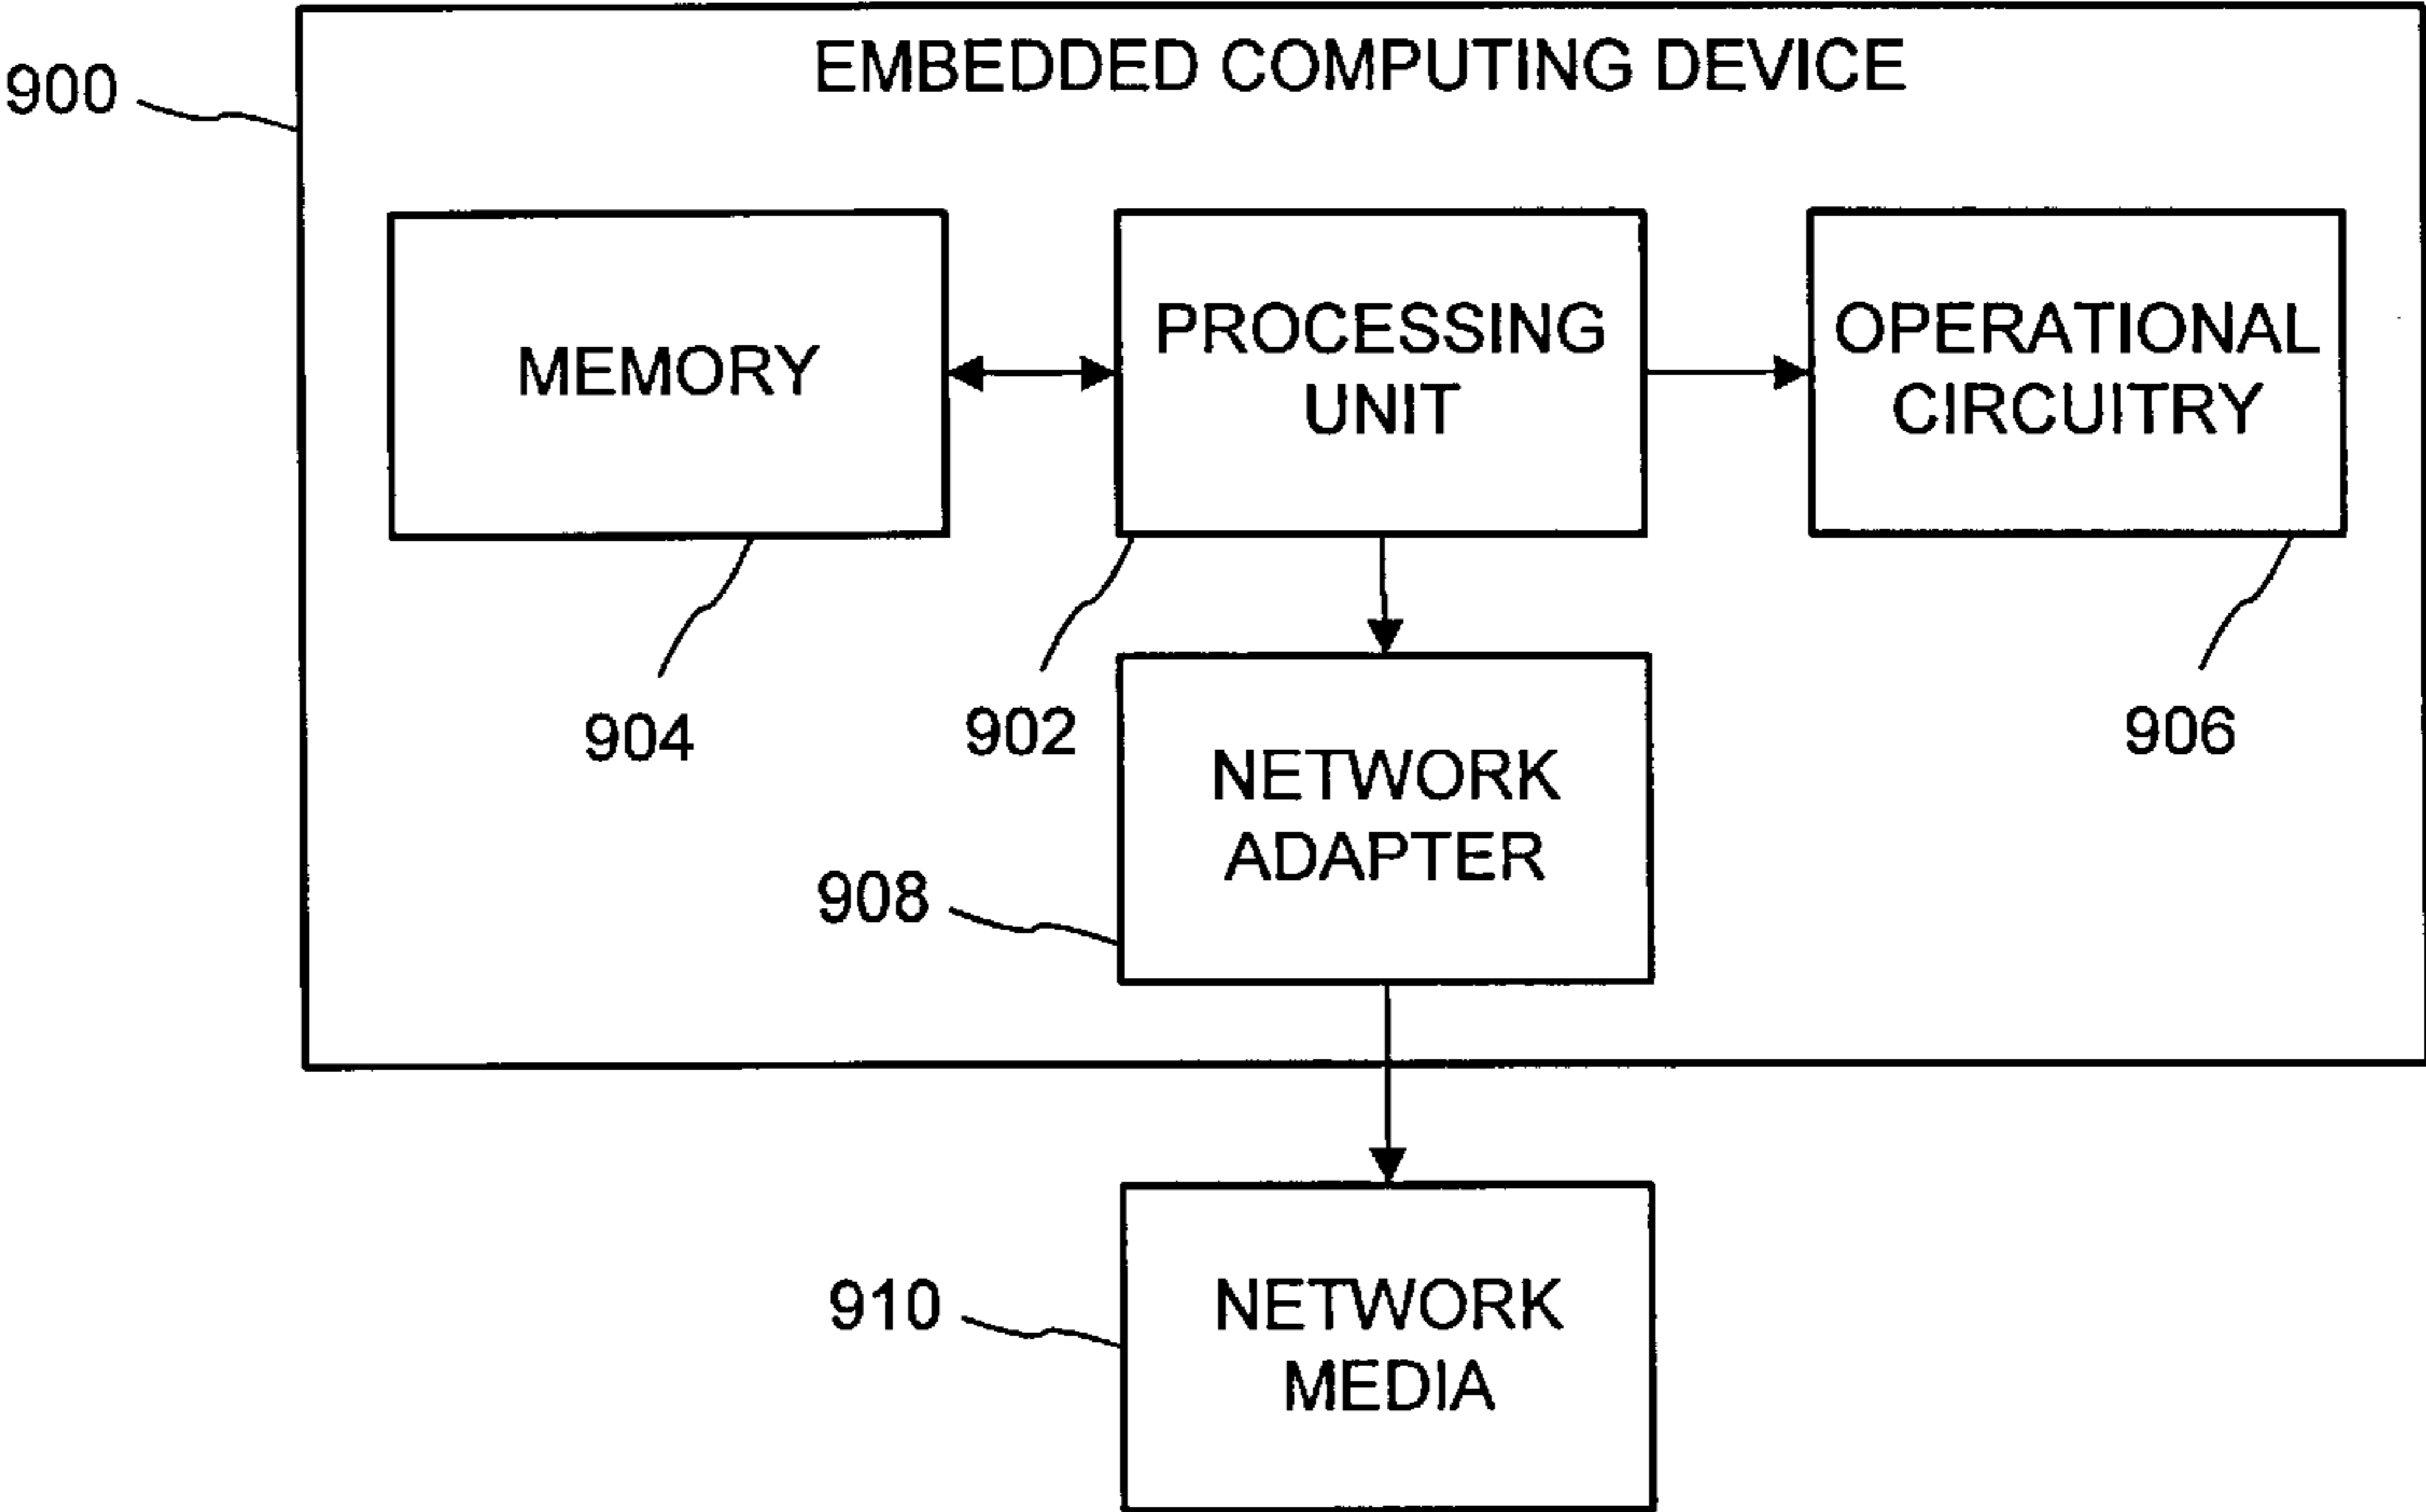 EMBEDDED COMPUTING DEVICE
900
MEMORY
PROCESSING
UNIT
OPERATIONAL
CIRCUITRY
904
902
906
NETWORK
ADAPTER
908
NETWORK
MEDIA
910